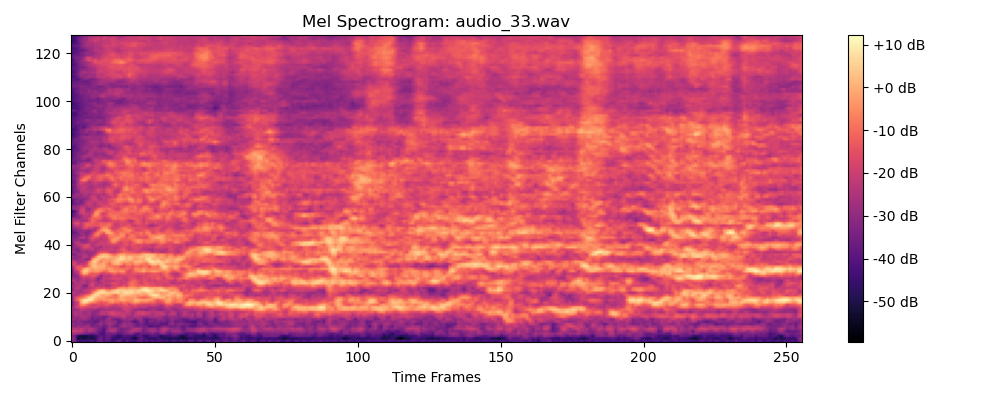 Mel Spectrogram: audio_33.wav
Mel Filter Channels
120
100
80
60
40
20
0
0 50 100 150 200 250
Time Frames
+10 dB
+0 dB
-10 dB
-20 dB
-30 dB
-40 dB
-50 dB